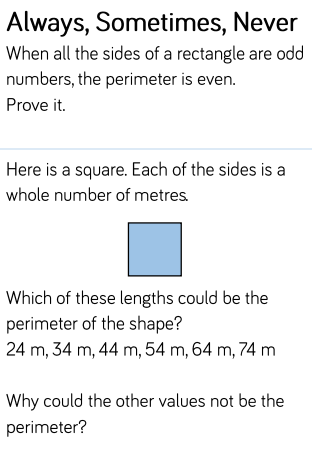 Always, Sometimes, Never
When all the sides of a rectangle are odd
numbers, the perimeter is even.
Prove it.
Here is a square. Each of the sides is a
whole number of metres.
Which of these lengths could be the
perimeter of the shape?
24 m, 34 m, 44 m, 54 m, 64 m, 74 m
Why could the other values not be the
perimeter?